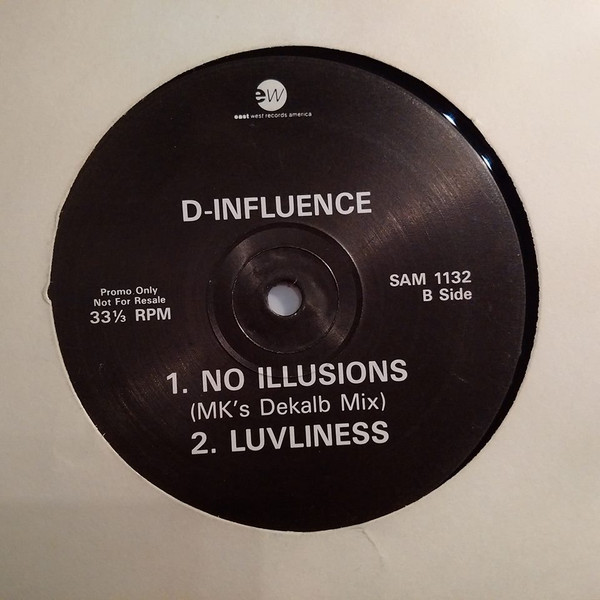 ew
east west records america
D-INFLUENCE
Promo Only
Not For Resale
33⅓ RPM
SAM 1132
B Side
1. NO ILLUSIONS
(MK's Dekalb Mix)
2. LUVLINESS